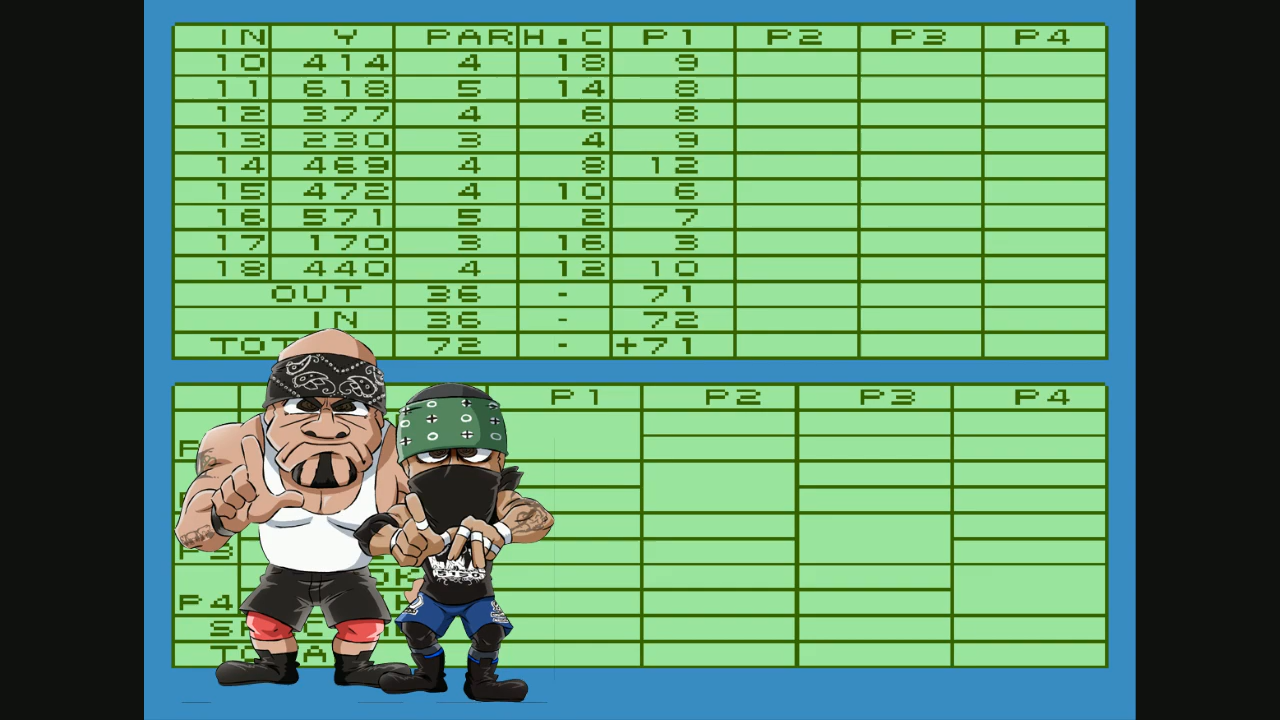 IN Y PAR H.C P1 P2 P3 P4
10 414 4 18 9
11 618 5 14 8
12 377 4 6 8
13 230 3 4 9
14 469 4 8 12
15 472 4 10 6
16 571 5 2 7
17 170 3 16 3
18 440 4 12 10
OUT 36 - 71
IN 36 - 72
TOT 72 - +71
P1 P2 P3 P4
P3
P4